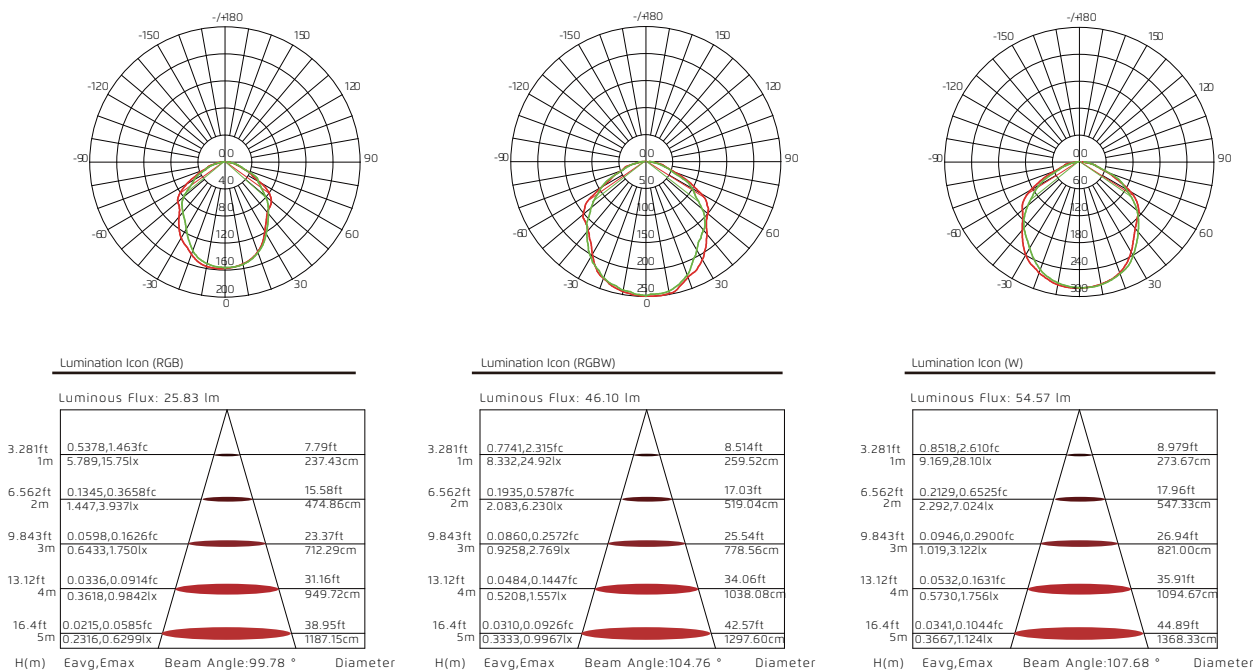 -/+180
-150
150
-120
120
-90
90
-60
60
-30
30
0
0.0
40
80
120
160
200
-/+180
-150
150
-120
120
-90
90
-60
60
-30
30
0
0.0
50
100
150
200
250
-/+180
-150
150
-120
120
-90
90
-60
60
-30
30
0
0.0
60
120
180
240
300
Lumination Icon (RGB)
Luminous Flux: 25.83 lm
3.281ft 0.5378,1.463fc 7.79ft
1m 5.789,15.75lx 237.43cm
6.562ft 0.1345,0.3658fc 15.58ft
2m 1.447,3.937lx 474.86cm
9.843ft 0.0598,0.1626fc 23.37ft
3m 0.6433,1.750lx 712.29cm
13.12ft 0.0336,0.0914fc 31.16ft
4m 0.3618,0.9842lx 949.72cm
16.4ft 0.0215,0.0585fc 38.95ft
5m 0.2316,0.6299lx 1187.15cm
H(m) Eavg,Emax Beam Angle:99.78 ° Diameter
Lumination Icon (RGBW)
Luminous Flux: 46.10 lm
3.281ft 0.7741,2.315fc 8.514ft
1m 8.332,24.92lx 259.52cm
6.562ft 0.1935,0.5787fc 17.03ft
2m 2.083,6.230lx 519.04cm
9.843ft 0.0860,0.2572fc 25.54ft
3m 0.9258,2.769lx 778.56cm
13.12ft 0.0484,0.1447fc 34.06ft
4m 0.5208,1.557lx 1038.08cm
16.4ft 0.0310,0.0926fc 42.57ft
5m 0.3333,0.9967lx 1297.60cm
H(m) Eavg,Emax Beam Angle:104.76 ° Diameter
Lumination Icon (W)
Luminous Flux: 54.57 lm
3.281ft 0.8518,2.610fc 8.979ft
1m 9.169,28.10lx 273.67cm
6.562ft 0.2129,0.6525fc 17.96ft
2m 2.292,7.024lx 547.33cm
9.843ft 0.0946,0.2900fc 26.94ft
3m 1.019,3.122lx 821.00cm
13.12ft 0.0532,0.1631fc 35.91ft
4m 0.5730,1.756lx 1094.67cm
16.4ft 0.0341,0.1044fc 44.89ft
5m 0.3667,1.124lx 1368.33cm
H(m) Eavg,Emax Beam Angle:107.68 ° Diameter